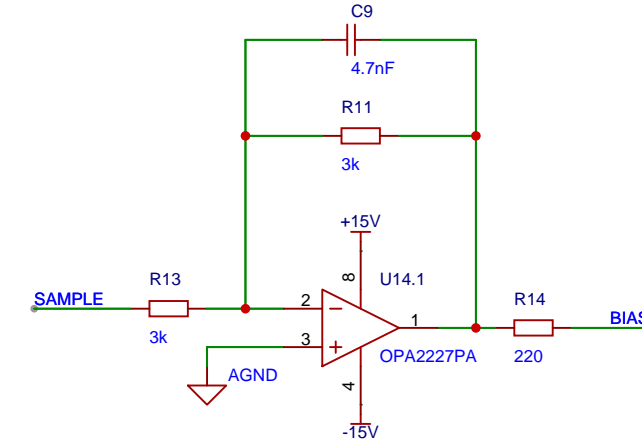 C9
4.7nF
R11
3k
+15V
R13
8
U14.1
SAMPLE
2
1
R14
BIAS
3k
3
OPA2227PA
220
AGND
4
-15V